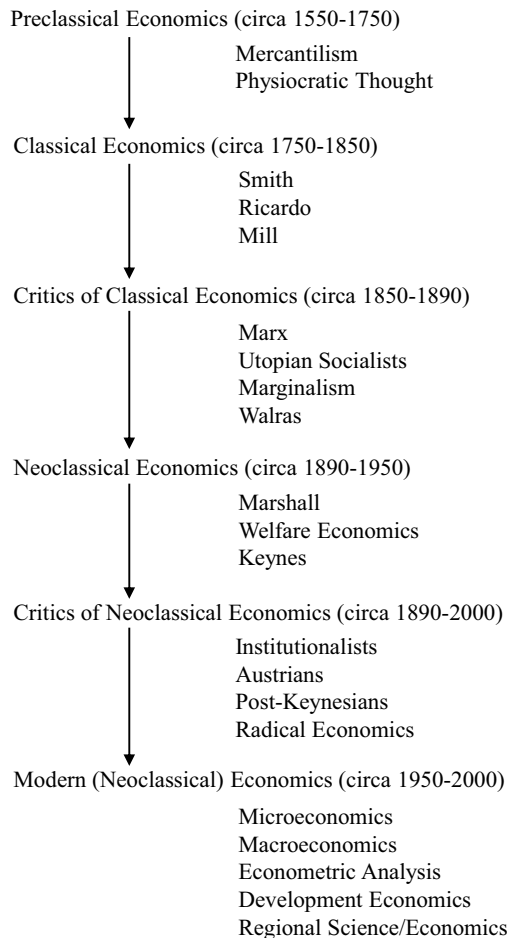 Preclassical Economics (circa 1550-1750)
Mercantilism
Physiocratic Thought
Classical Economics (circa 1750-1850)
Smith
Ricardo
Mill
Critics of Classical Economics (circa 1850-1890)
Marx
Utopian Socialists
Marginalism
Walras
Neoclassical Economics (circa 1890-1950)
Marshall
Welfare Economics
Keynes
Critics of Neoclassical Economics (circa 1890-2000)
Institutionalists
Austrians
Post-Keynesians
Radical Economics
Modern (Neoclassical) Economics (circa 1950-2000)
Microeconomics
Macroeconomics
Econometric Analysis
Development Economics
Regional Science/Economics